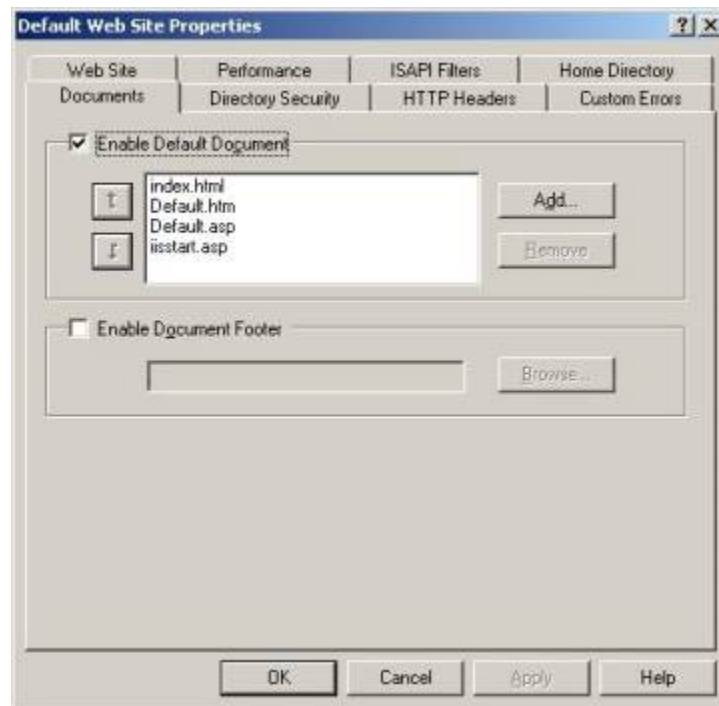 Default Web Site Properties
Web Site Performance ISAPI Filters Home Directory
Documents Directory Security HTTP Headers Custom Errors
Enable Default Document
index.html
Default.htm
Default.asp
iisstart.asp
Add...
Remove
Enable Document Footer
Browse...
OK Cancel Apply Help